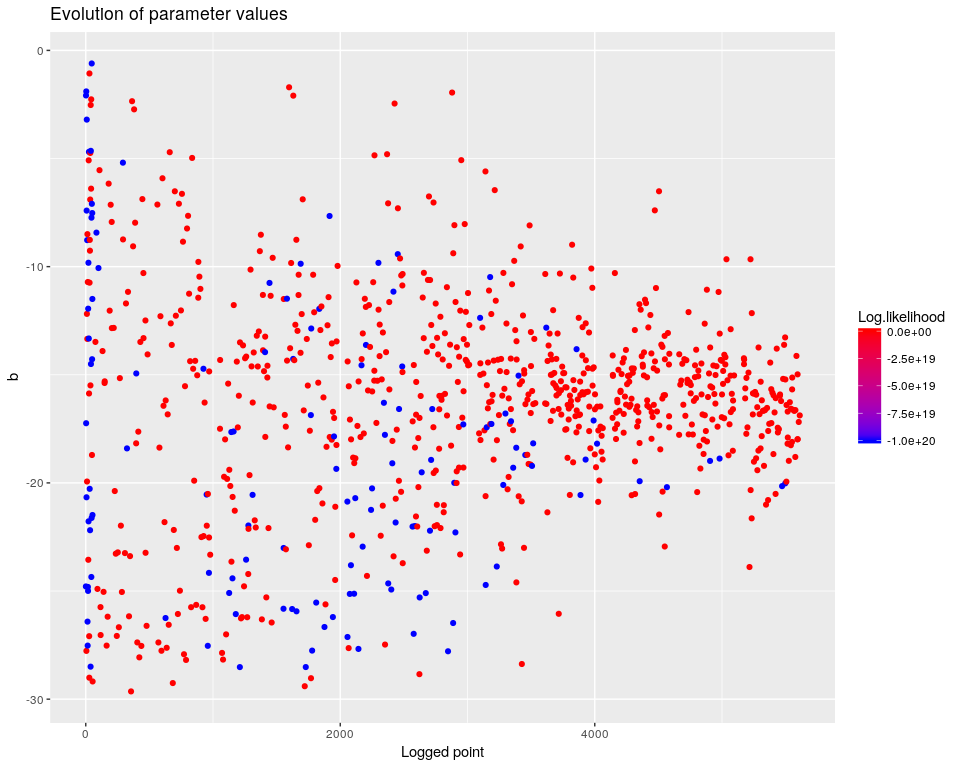 Evolution of parameter values
0
-10
-20
-30
b
0
2000
4000
Logged point
Log.likelihood
0.0e+00
-2.5e+19
-5.0e+19
-7.5e+19
-1.0e+20